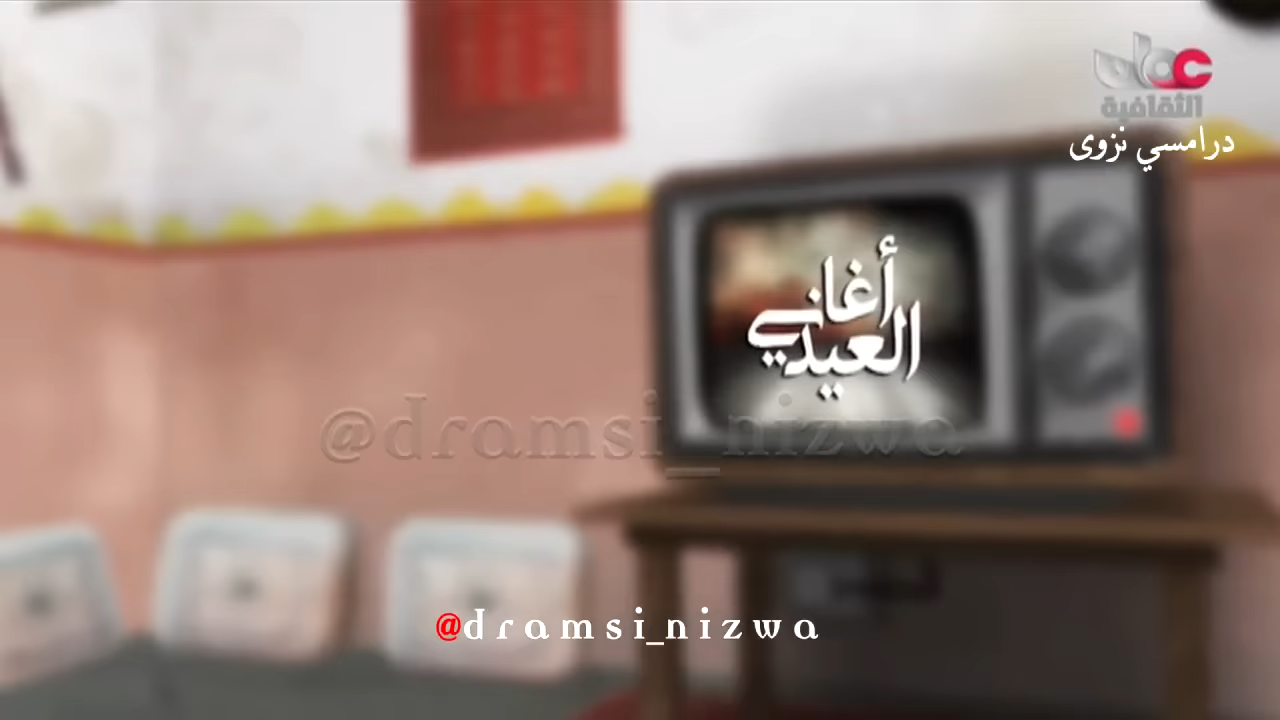 عمان
الثقافية
درامسي نزوى
أغاني
العيد
@dramsi_nizwa
@dramsi_nizwa